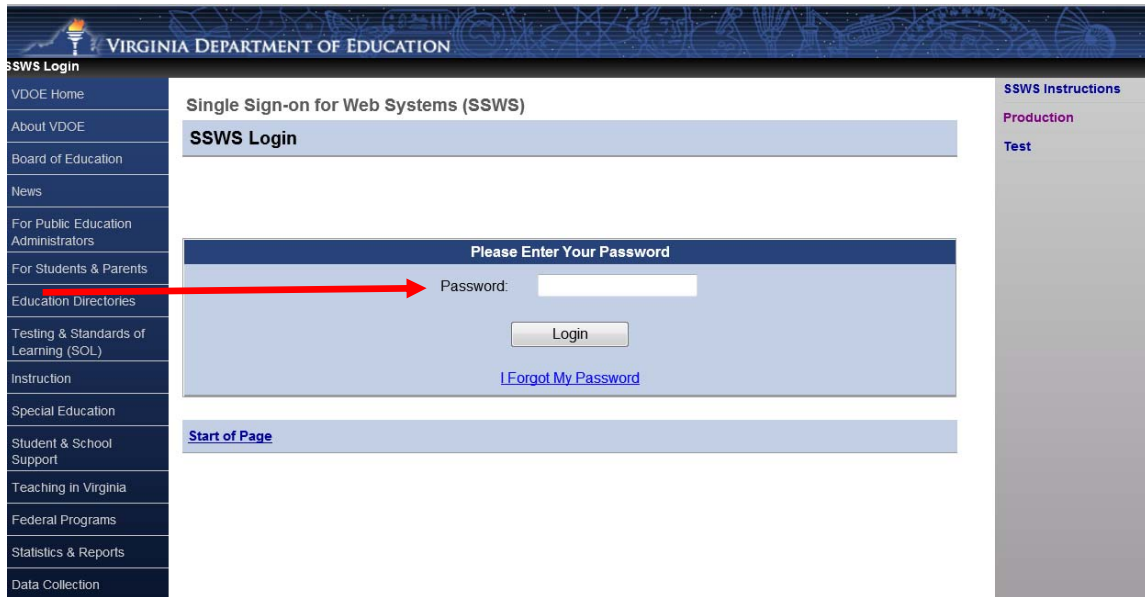 VIRGINIA DEPARTMENT OF EDUCATION
SSWS Login
VDOE Home
About VDOE
Board of Education
News
For Public Education
Administrators
For Students & Parents
Education Directories
Testing & Standards of
Learning (SOL)
Instruction
Special Education
Student & School
Support
Teaching in Virginia
Federal Programs
Statistics & Reports
Data Collection
Single Sign-on for Web Systems (SSWS)
SSWS Login
Please Enter Your Password
Password:
Login
I Forgot My Password
Start of Page
SSWS Instructions
Production
Test